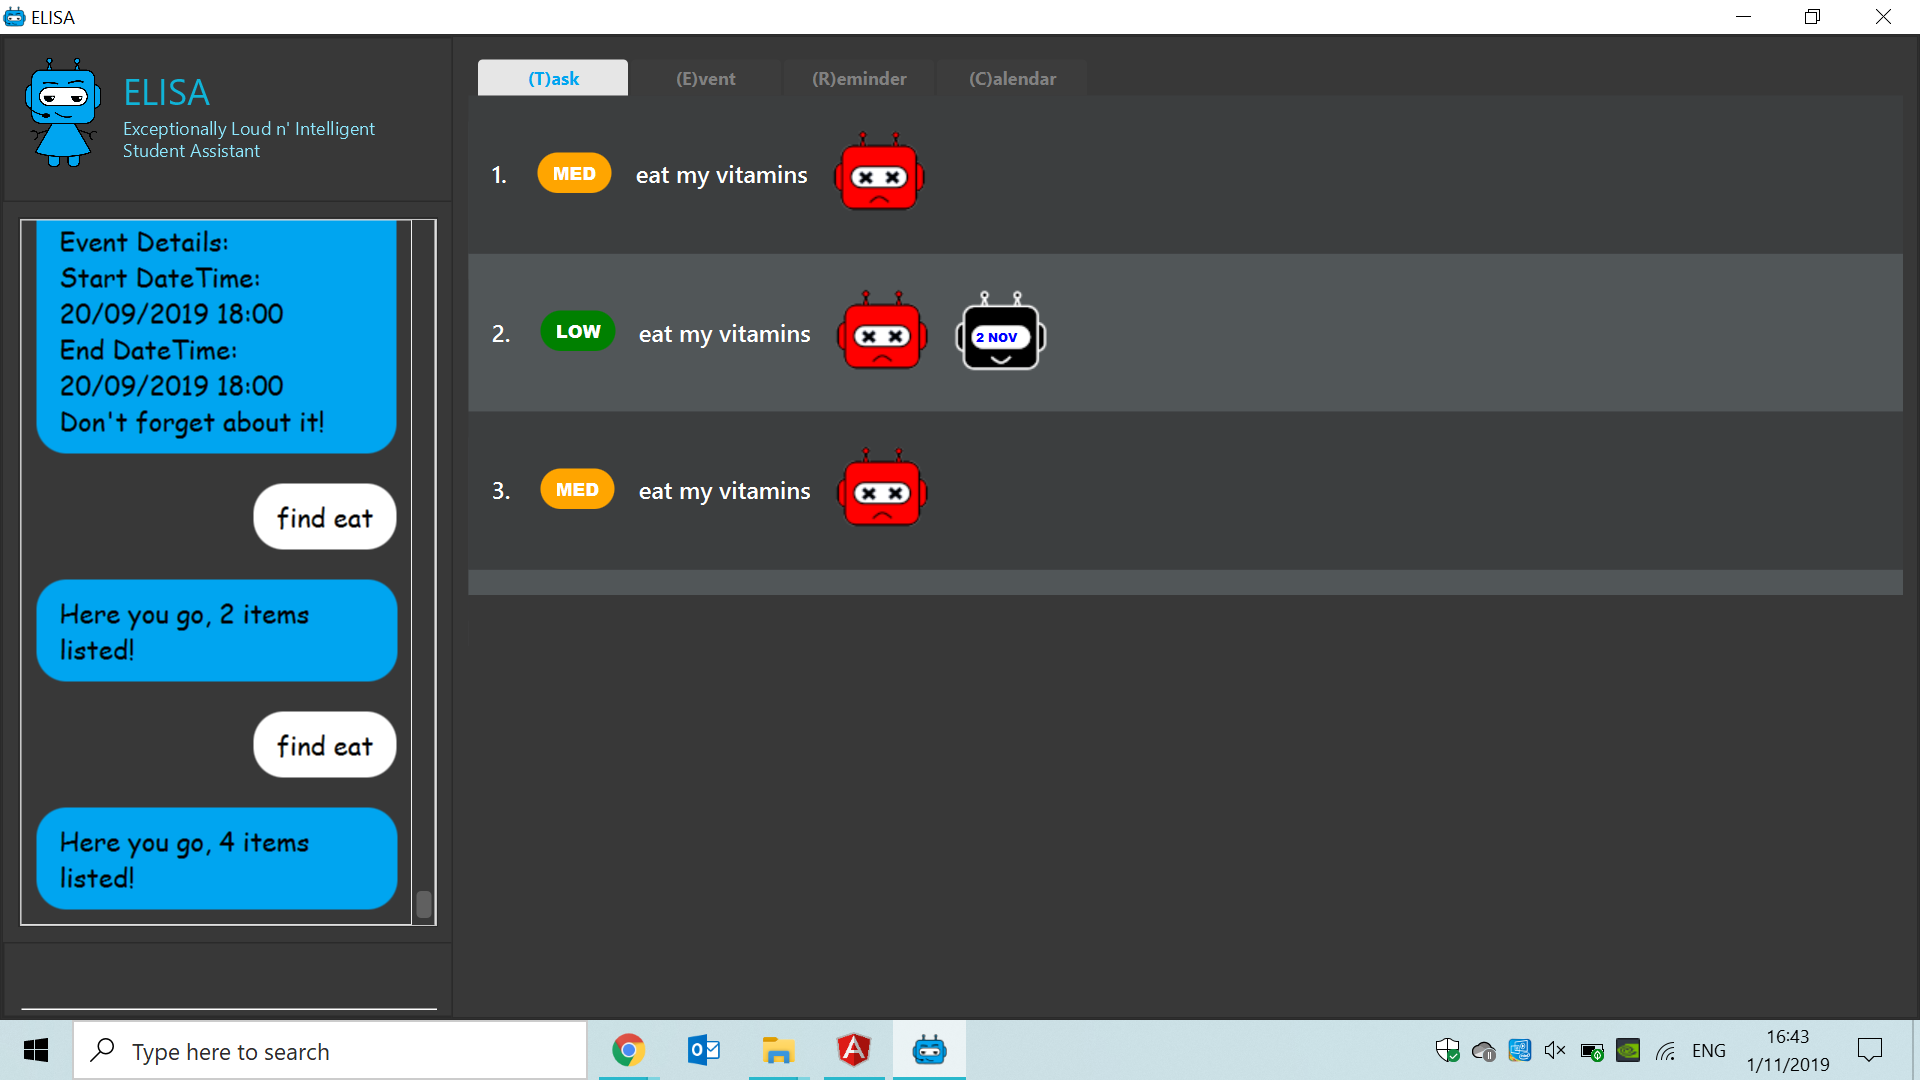 ELISA
ELISA
Exceptionally Loud n' Intelligent
Student Assistant
Event Details:
Start DateTime:
20/09/2019 18:00
End DateTime:
20/09/2019 18:00
Don't forget about it!
find eat
Here you go, 2 items
listed!
find eat
Here you go, 4 items
listed!
(T)ask (E)vent (R)eminder (C)alendar
1. MED eat my vitamins
2. LOW eat my vitamins 2 NOV
3. MED eat my vitamins
Type here to search
ENG
16:43
1/11/2019